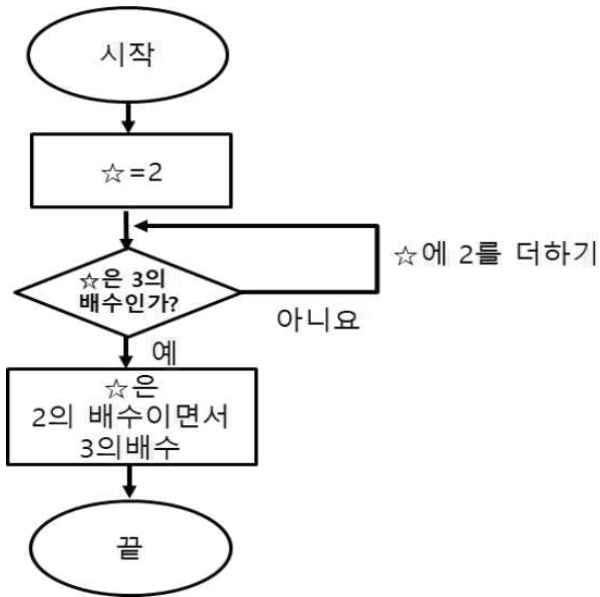 시작
☆=2
☆은 3의
배수인가?
☆에 2를 더하기
아니요
예
☆은
2의 배수이면서
3의배수
끝